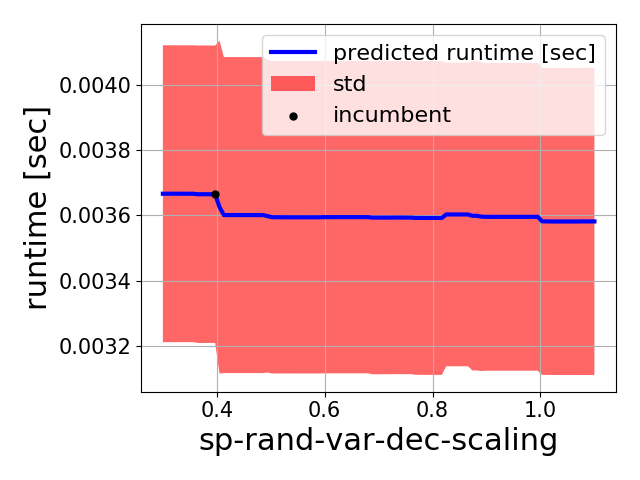 predicted runtime [sec]
std
incumbent
runtime [sec]
0.0040
0.0038
0.0036
0.0034
0.0032
0.4 0.6 0.8 1.0
sp-rand-var-dec-scaling